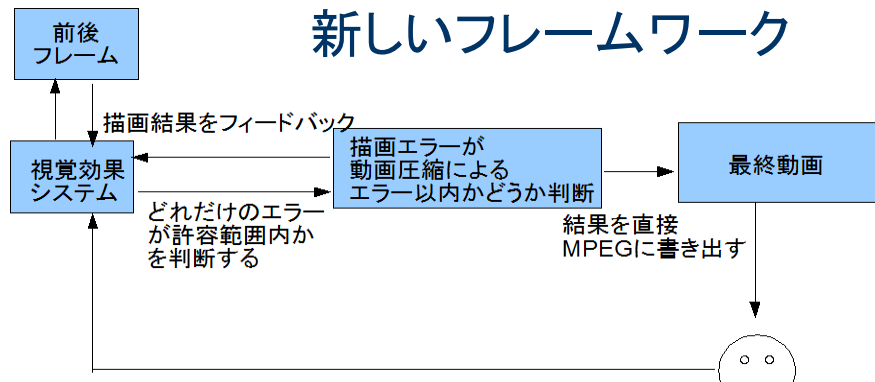 新しいフレームワーク
前後
フレーム
描画結果をフィードバック
視覚効果
システム
描画エラーが
動画圧縮による
エラー以内かどうか判断
最終動画
どれだけのエラー
が許容範囲内か
を判断する
結果を直接
MPEGに書き出す